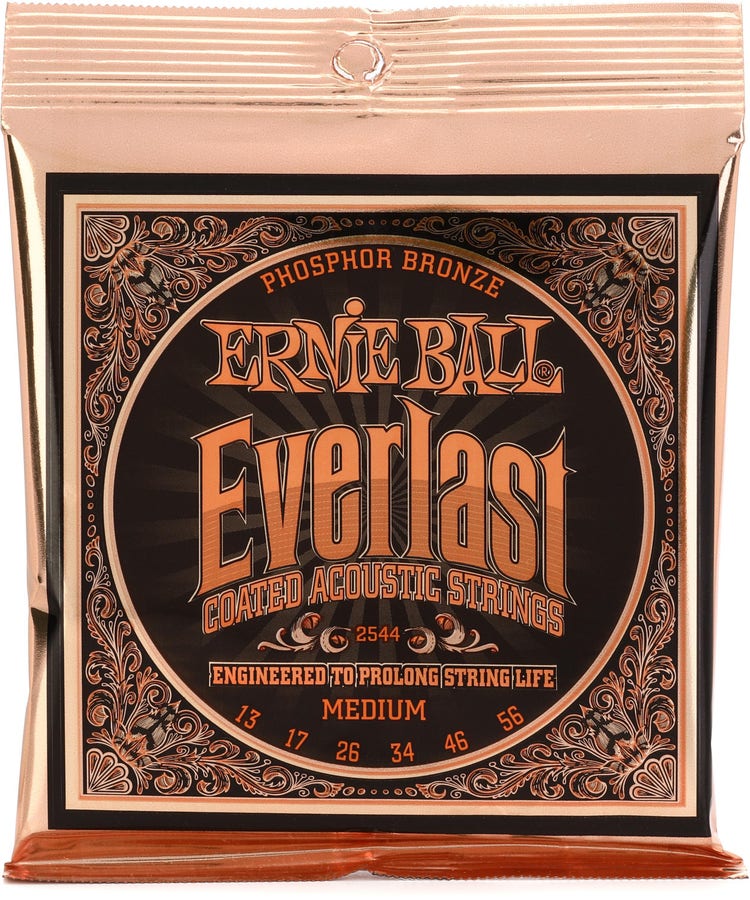 PHOSPHOR BRONZE
ERNiE BALL®
Everlast
COATED ACOUSTIC STRINGS
2544
ENGINEERED TO PROLONG STRING LIFE
MEDIUM
13 17 26 34 46 56